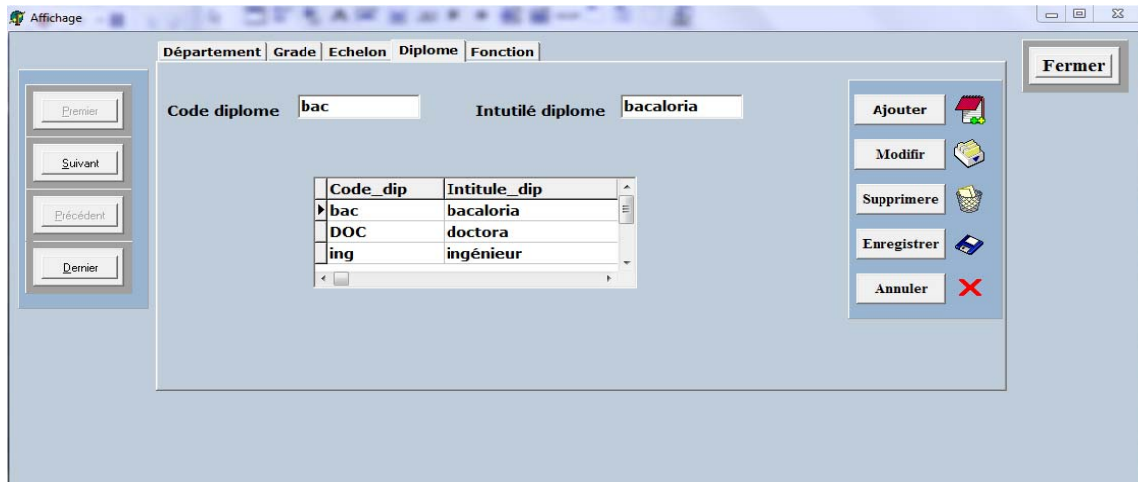 Affichage
Département Grade Echelon Diplome Fonction
Fermer
Premier
Suivant
Précédent
Dernier
Code diplome bac Intutilé diplome bacaloria
Code_dip Intitule_dip
bac bacaloria
DOC doctora
ing ingénieur
Ajouter
Modifier
Supprimere
Enregistrer
Annuler